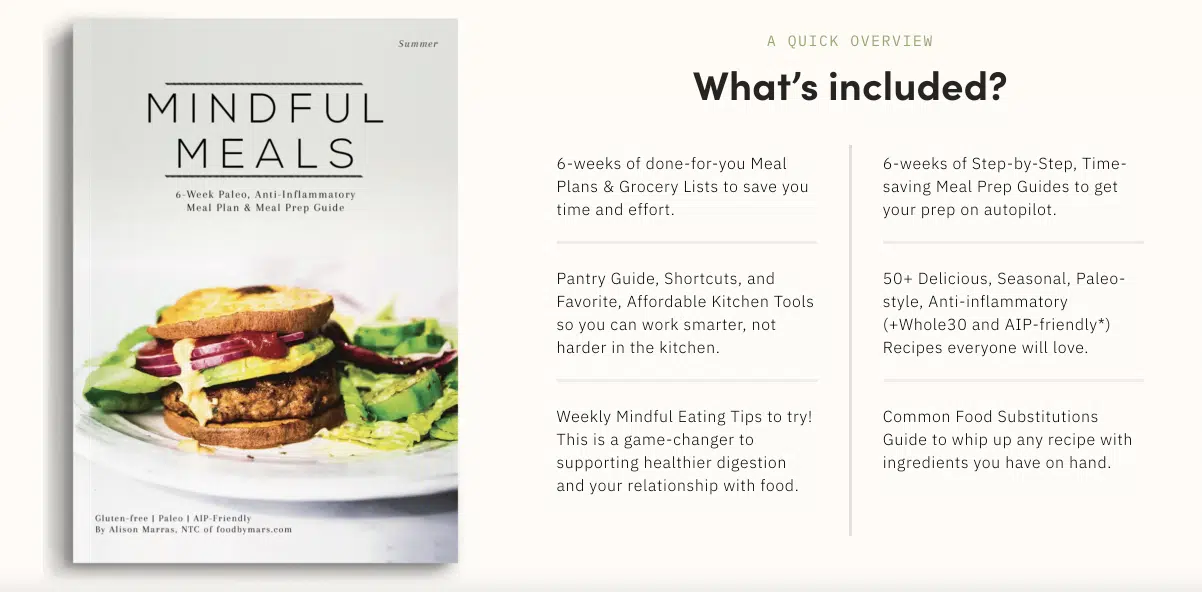 Summer
MINDFUL
MEALS
6-Week Paleo, Anti-Inflammatory
Meal Plan & Meal Prep Guide
Gluten-free | Paleo | AIP-Friendly
By Alison Marras, NTC of foodbymars.com
A QUICK OVERVIEW
What's included?
6-weeks of done-for-you Meal
Plans & Grocery Lists to save you
time and effort.
Pantry Guide, Shortcuts, and
Favorite, Affordable Kitchen Tools
so you can work smarter, not
harder in the kitchen.
Weekly Mindful Eating Tips to try!
This is a game-changer to
supporting healthier digestion
and your relationship with food.
6-weeks of Step-by-Step, Time-
saving Meal Prep Guides to get
your prep on autopilot.
50+ Delicious, Seasonal, Paleo-
style, Anti-inflammatory
(+Whole30 and AIP-friendly*)
Recipes everyone will love.
Common Food Substitutions
Guide to whip up any recipe with
ingredients you have on hand.